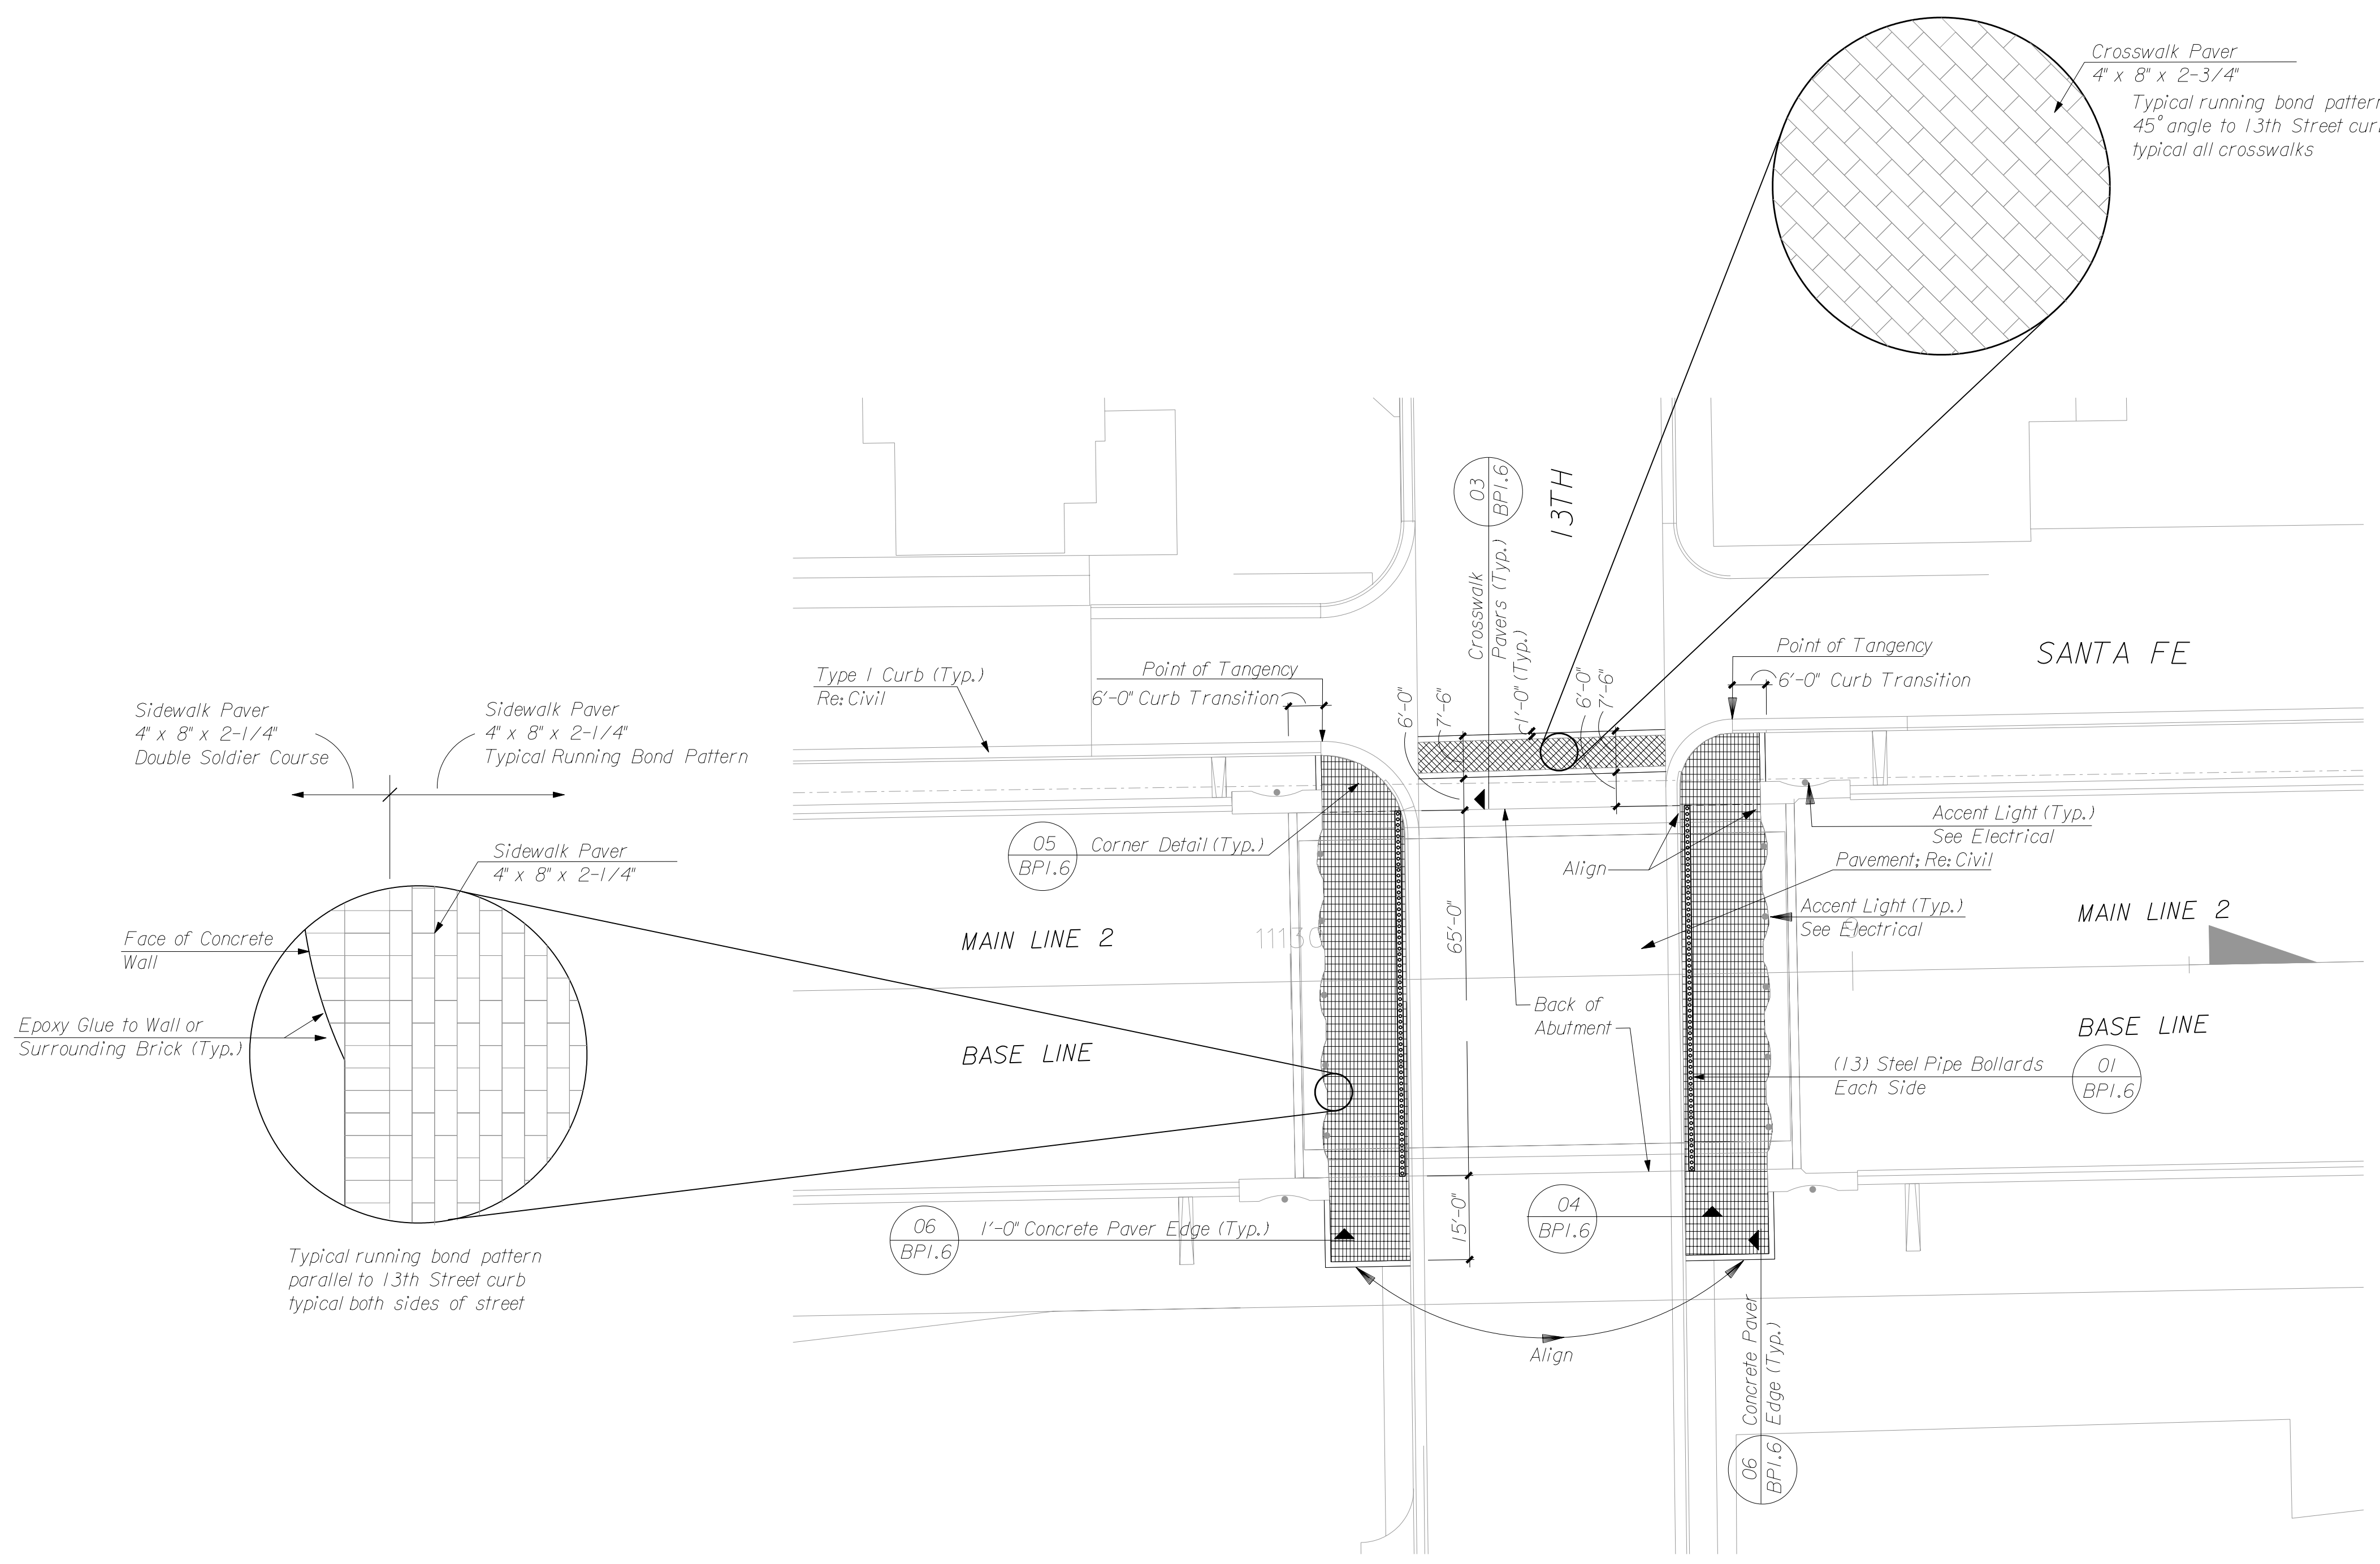 Crosswalk Paver
4" x 8" x 2-3/4"
Typical running bond pattern
45° angle to 13th Street curb
typical all crosswalks
03
BP1.6
13TH
Crosswalk
Pavers (Typ.)
1'-0" (Typ.)
6'-0"
7'-6"
6'-0"
7'-6"
Point of Tangency
6'-0" Curb Transition
SANTA FE
Type 1 Curb (Typ.)
Re: Civil
Point of Tangency
6'-0" Curb Transition
Sidewalk Paver
4" x 8" x 2-1/4"
Double Soldier Course
Sidewalk Paver
4" x 8" x 2-1/4"
Typical Running Bond Pattern
Sidewalk Paver
4" x 8" x 2-1/4"
Face of Concrete
Wall
Epoxy Glue to Wall or
Surrounding Brick (Typ.)
Typical running bond pattern
parallel to 13th Street curb
typical both sides of street
05
BP1.6
Corner Detail (Typ.)
Align
Accent Light (Typ.)
See Electrical
Pavement; Re: Civil
Accent Light (Typ.)
See Electrical
MAIN LINE 2
11130
65'-0"
MAIN LINE 2
Back of
Abutment
BASE LINE
BASE LINE
(13) Steel Pipe Bollards
Each Side
01
BP1.6
06
BP1.6
1'-0" Concrete Paver Edge (Typ.)
15'-0"
04
BP1.6
Align
Concrete Paver
Edge (Typ.)
06
BP1.6